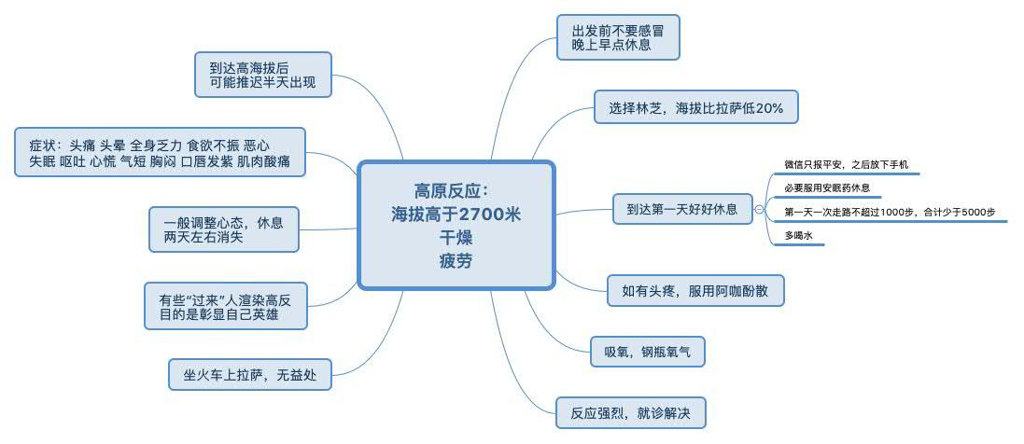 高原反应：
海拔高于2700米
干燥
疲劳
到达高海拔后
可能推迟半天出现
症状：头痛 头晕 全身乏力 食欲不振 恶心
失眠 呕吐 心慌 气短 胸闷 口唇发紫 肌肉酸痛
一般调整心态，休息
两天左右消失
有些“过来”人渲染高反
目的是彰显自己英雄
坐火车上拉萨，无益处
出发前不要感冒
晚上早点休息
选择林芝，海拔比拉萨低20%
到达第一天好好休息
微信只报平安，之后放下手机
必要服用安眠药休息
第一天一次走路不超过1000步，合计少于5000步
多喝水
如有头疼，服用阿咖酚散
吸氧，钢瓶氧气
反应强烈，就诊解决